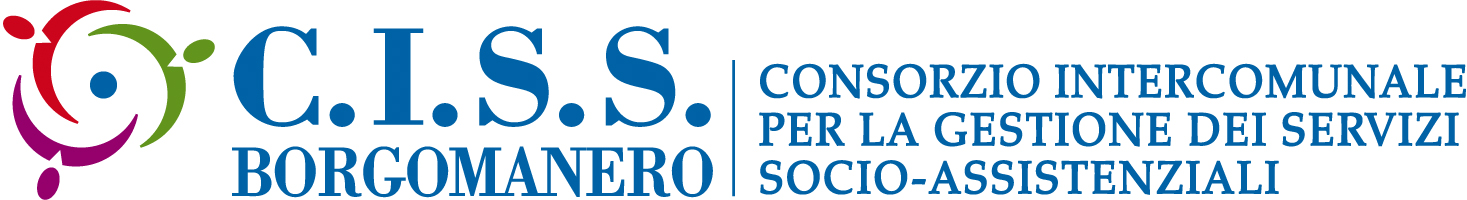 C.I.S.S.
BORGOMANERO
CONSORZIO INTERCOMUNALE
PER LA GESTIONE DEI SERVIZI
SOCIO-ASSISTENZIALI